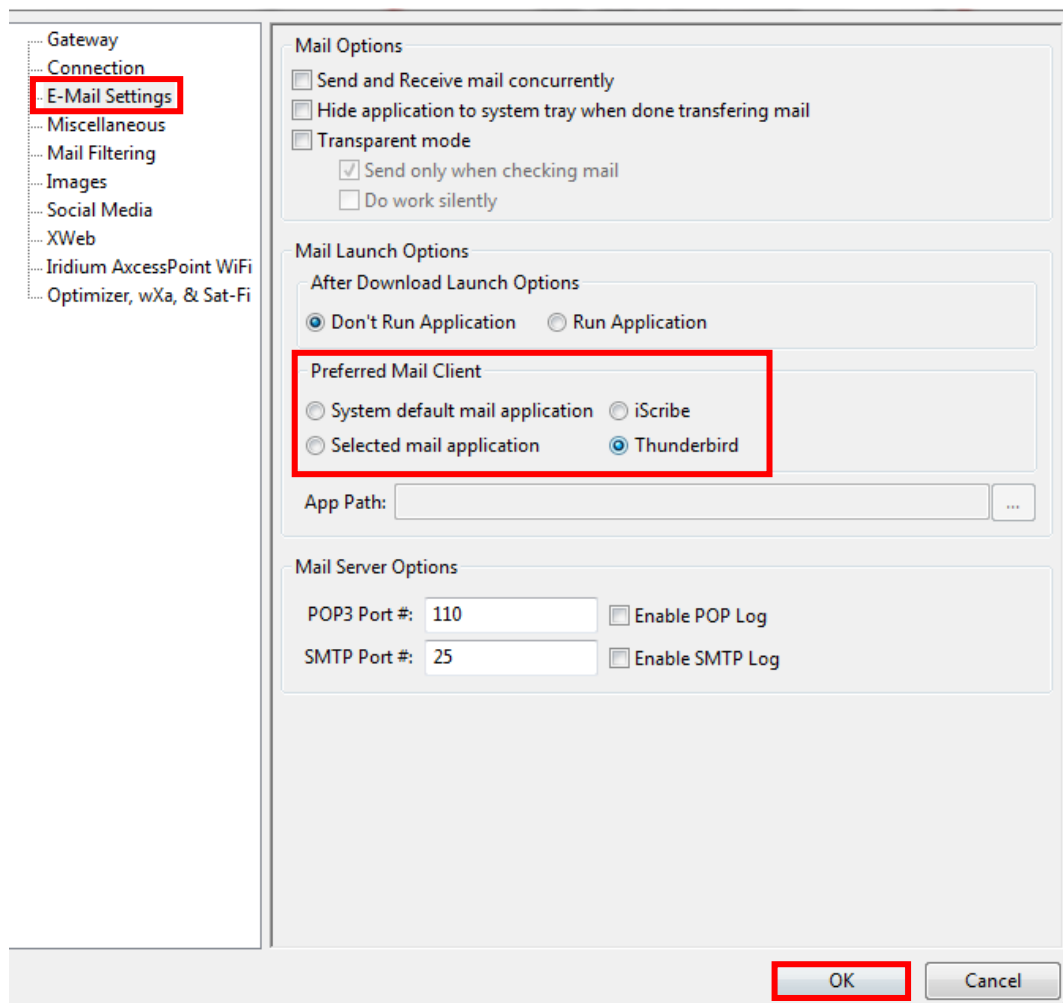 Gateway
Connection
E-Mail Settings
Miscellaneous
Mail Filtering
Images
Social Media
XWeb
Iridium AxcessPoint WiFi
Optimizer, wXa, & Sat-Fi
Mail Options
Send and Receive mail concurrently
Hide application to system tray when done transfering mail
Transparent mode
Send only when checking mail
Do work silently
Mail Launch Options
After Download Launch Options
Don't Run Application Run Application
Preferred Mail Client
System default mail application iScribe
Selected mail application Thunderbird
App Path: ...
Mail Server Options
POP3 Port #: 110 Enable POP Log
SMTP Port #: 25 Enable SMTP Log
OK Cancel